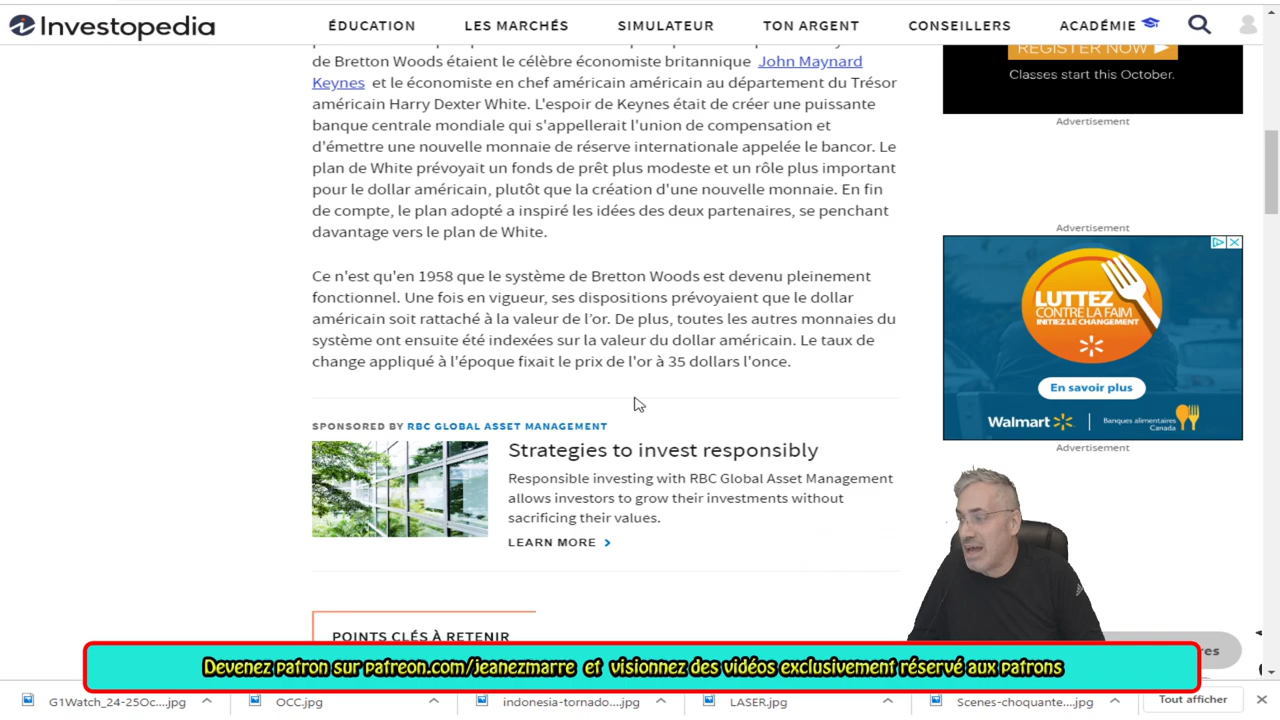 Investopedia
ÉDUCATION LES MARCHÉS SIMULATEUR TON ARGENT CONSEILLERS ACADÉMIE
de Bretton Woods étaient le célèbre économiste britannique John Maynard
Keynes et le économiste en chef américain américain au département du Trésor
américain Harry Dexter White. L'espoir de Keynes était de créer une puissante
banque centrale mondiale qui s'appellerait l'union de compensation et
d'émettre une nouvelle monnaie de réserve internationale appelée le bancor. Le
plan de White prévoyait un fonds de prêt plus modeste et un rôle plus important
pour le dollar américain, plutôt que la création d'une nouvelle monnaie. En fin
de compte, le plan adopté a inspiré les idées des deux partenaires, se penchant
davantage vers le plan de White.
Ce n'est qu'en 1958 que le système de Bretton Woods est devenu pleinement
fonctionnel. Une fois en vigueur, ses dispositions prévoyaient que le dollar
américain soit rattaché à la valeur de l’or. De plus, toutes les autres monnaies du
système ont ensuite été indexées sur la valeur du dollar américain. Le taux de
change appliqué à l'époque fixait le prix de l'or à 35 dollars l'once.
SPONSORED BY RBC GLOBAL ASSET MANAGEMENT
Strategies to invest responsibly
Responsible investing with RBC Global Asset Management
allows investors to grow their investments without
sacrificing their values.
LEARN MORE
POINTS CLÉS À RETENIR
REGISTER NOW
Classes start this October.
Advertisement
Advertisement
LUTTEZ
CONTRE LA FAIM
INITIEZ LE CHANGEMENT
En savoir plus
Walmart
Banques alimentaires
Canada
Advertisement
Devenez patron sur patreon.com/jeanezmarre et visionnez des vidéos exclusivement réservé aux patrons
G1Watch_24-25Oc....jpg OCC.jpg indonesia-tornado....jpg LASER.jpg Scenes-choquante....jpg Tout afficher